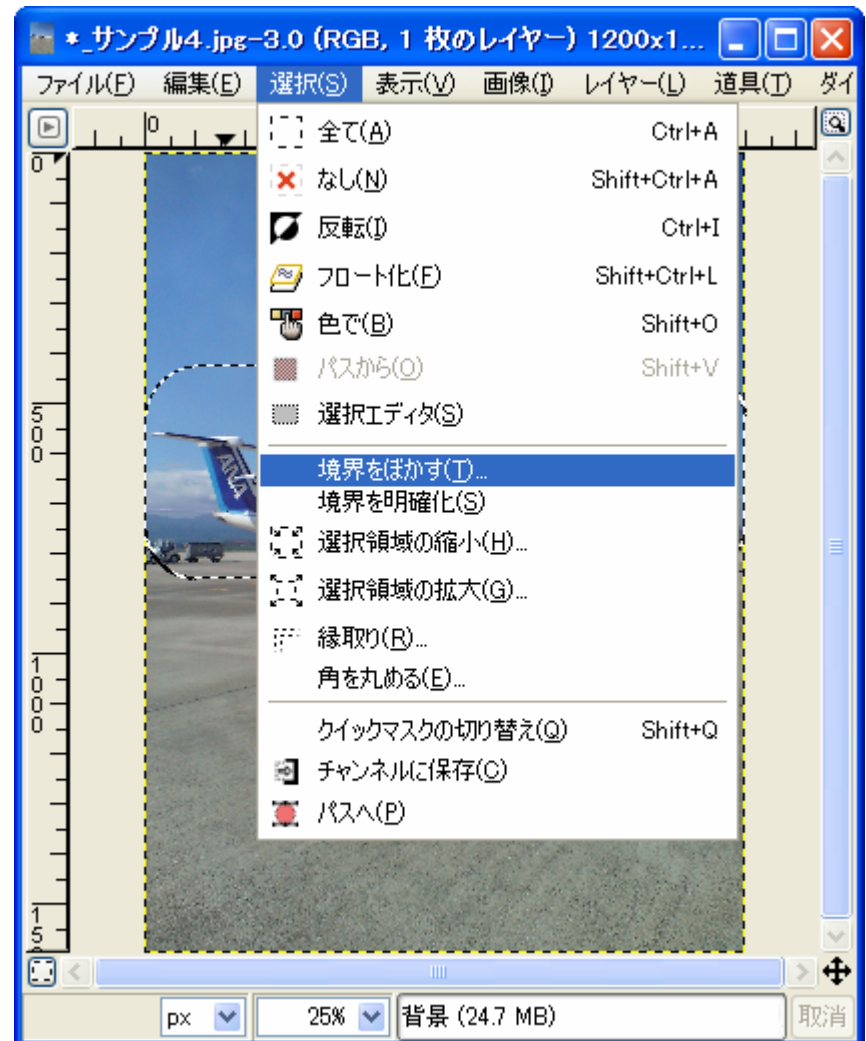 *_サンプル4.jpg-3.0 (RGB, 1 枚のレイヤー) 1200x1...
ファイル(F) 編集(E) 選択(S) 表示(V) 画像(I) レイヤー(L) 道具(T) ダイ
0
0
全て(A) Ctrl+A
なし(N) Shift+Ctrl+A
反転(I) Ctrl+I
フロート化(F) Shift+Ctrl+L
色で(B) Shift+O
パスから(O) Shift+V
選択エディタ(S)
500
ANA
境界をぼかす(T)...
境界を明確化(S)
選択領域の縮小(H)...
選択領域の拡大(G)...
縁取り(R)...
角を丸める(E)...
1000
クイックマスクの切り替え(Q) Shift+Q
チャンネルに保存(C)
パスへ(P)
15
px 25% 背景 (24.7 MB) 取消